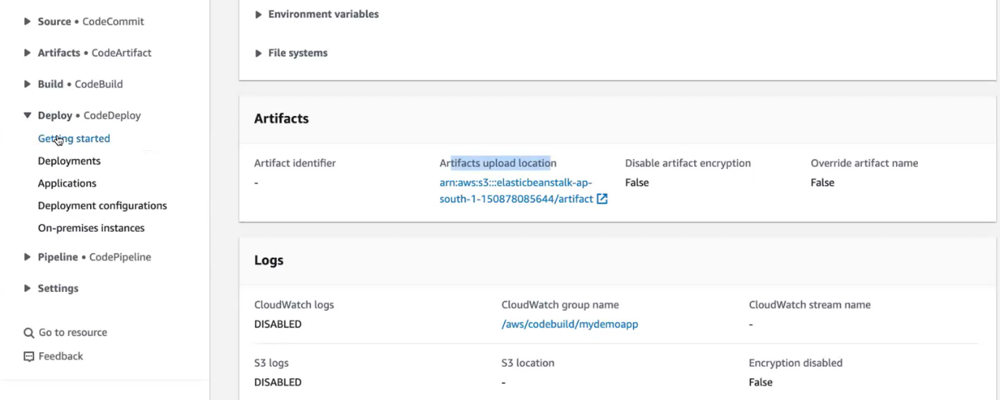 Source • CodeCommit
Artifacts • CodeArtifact
Build • CodeBuild
Deploy • CodeDeploy
Getting started
Deployments
Applications
Deployment configurations
On-premises instances
Pipeline • CodePipeline
Settings
Go to resource
Feedback
Environment variables
File systems
Artifacts
Artifact identifier
-
Artifacts upload location
arn:aws:s3:::elasticbeanstalk-ap-
south-1-150878085644/artifact
Disable artifact encryption
False
Override artifact name
False
Logs
CloudWatch logs
DISABLED
CloudWatch group name
/aws/codebuild/mydemoapp
CloudWatch stream name
-
S3 logs
DISABLED
S3 location
-
Encryption disabled
False